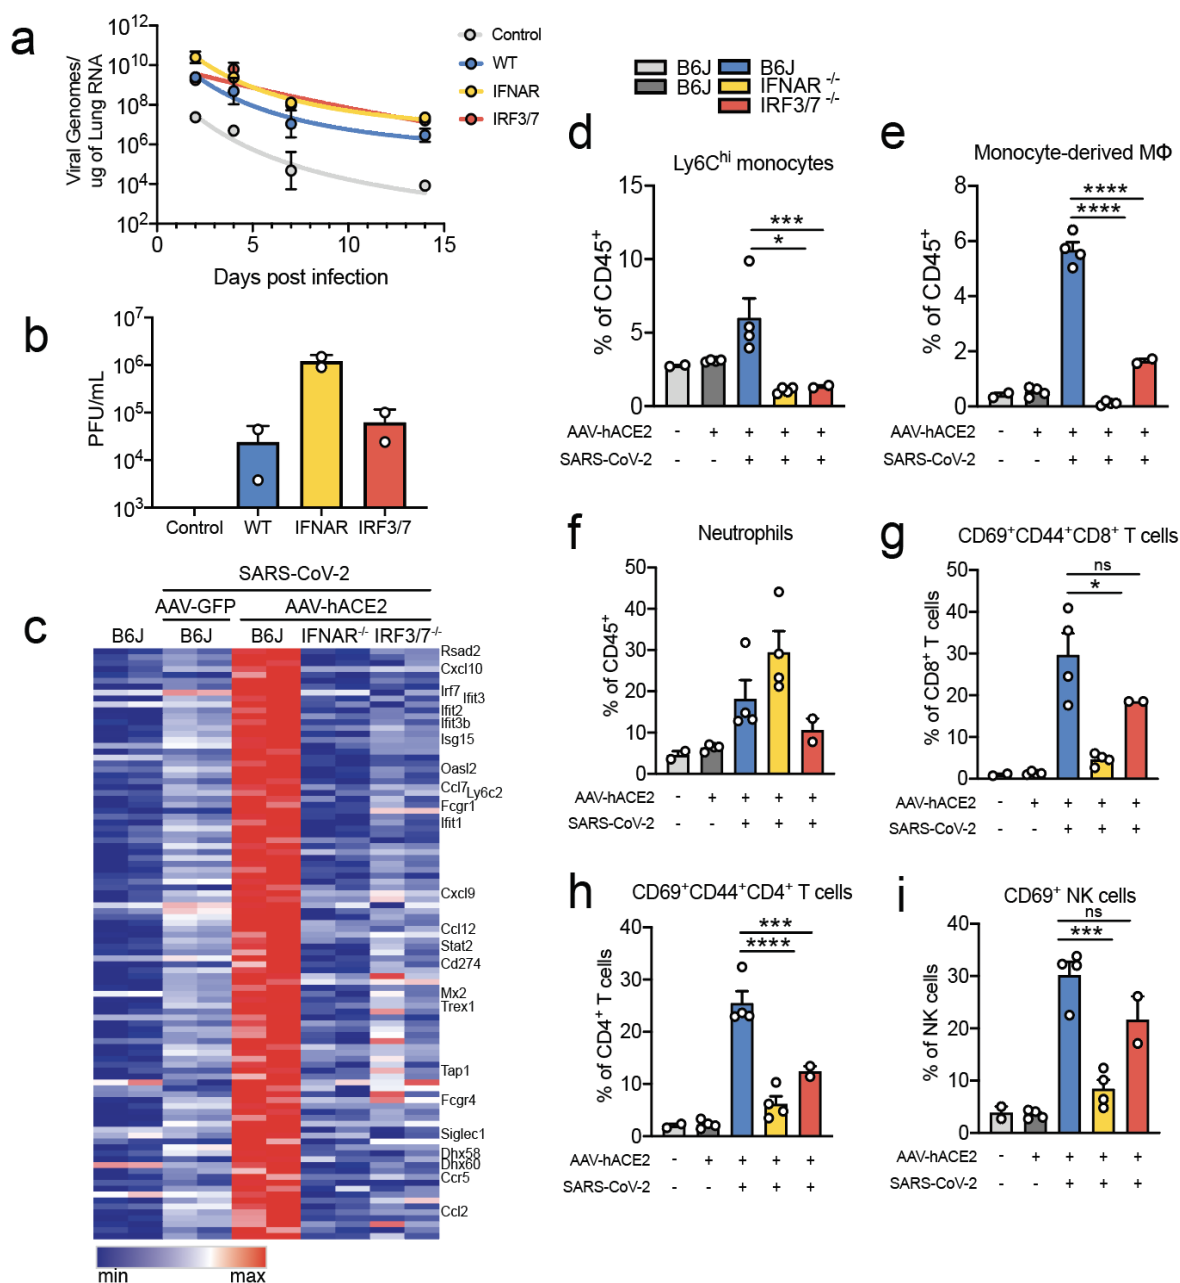 a
10¹²
10¹⁰
10⁸
10⁶
10⁴
10²
Viral Genomes/
ug of Lung RNA
0
5
10
15
Days post infection
Control
WT
IFNAR
IRF3/7
B6J
B6J
B6J
IFNAR -/-
IRF3/7 -/-
b
10⁷
10⁶
10⁵
10⁴
10³
PFU/mL
Control
WT
IFNAR
IRF3/7
c
SARS-CoV-2
AAV-GFP
AAV-hACE2
B6J
B6J
B6J
IFNAR-/-
IRF3/7-/-
Rsad2
Cxcl10
Irf7
Ifit3
Ifit2
Ifit3b
Isg15
Oasl2
Ccl7
Ly6c2
Fcgr1
Ifit1
Cxcl9
Ccl12
Stat2
Cd274
Mx2
Trex1
Tap1
Fcgr4
Siglec1
Dhx58
Dhx60
Ccr5
Ccl2
min
max
d
Ly6Chi monocytes
15
10
5
0
% of CD45+
***
*
AAV-hACE2 - + + + +
SARS-CoV-2 - - + + +
e
Monocyte-derived MΦ
8
6
4
2
0
% of CD45+
****
****
AAV-hACE2 - + + + +
SARS-CoV-2 - - + + +
f
Neutrophils
50
40
30
20
10
0
% of CD45+
AAV-hACE2 - + + + +
SARS-CoV-2 - - + + +
g
CD69+CD44+CD8+ T cells
50
40
30
20
10
0
% of CD8+ T cells
ns
*
AAV-hACE2 - + + + +
SARS-CoV-2 - - + + +
h
CD69+CD44+CD4+ T cells
40
30
20
10
0
% of CD4+ T cells
***
****
AAV-hACE2 - + + + +
SARS-CoV-2 - - + + +
i
CD69+ NK cells
40
30
20
10
0
% of NK cells
ns
***
AAV-hACE2 - + + + +
SARS-CoV-2 - - + + +